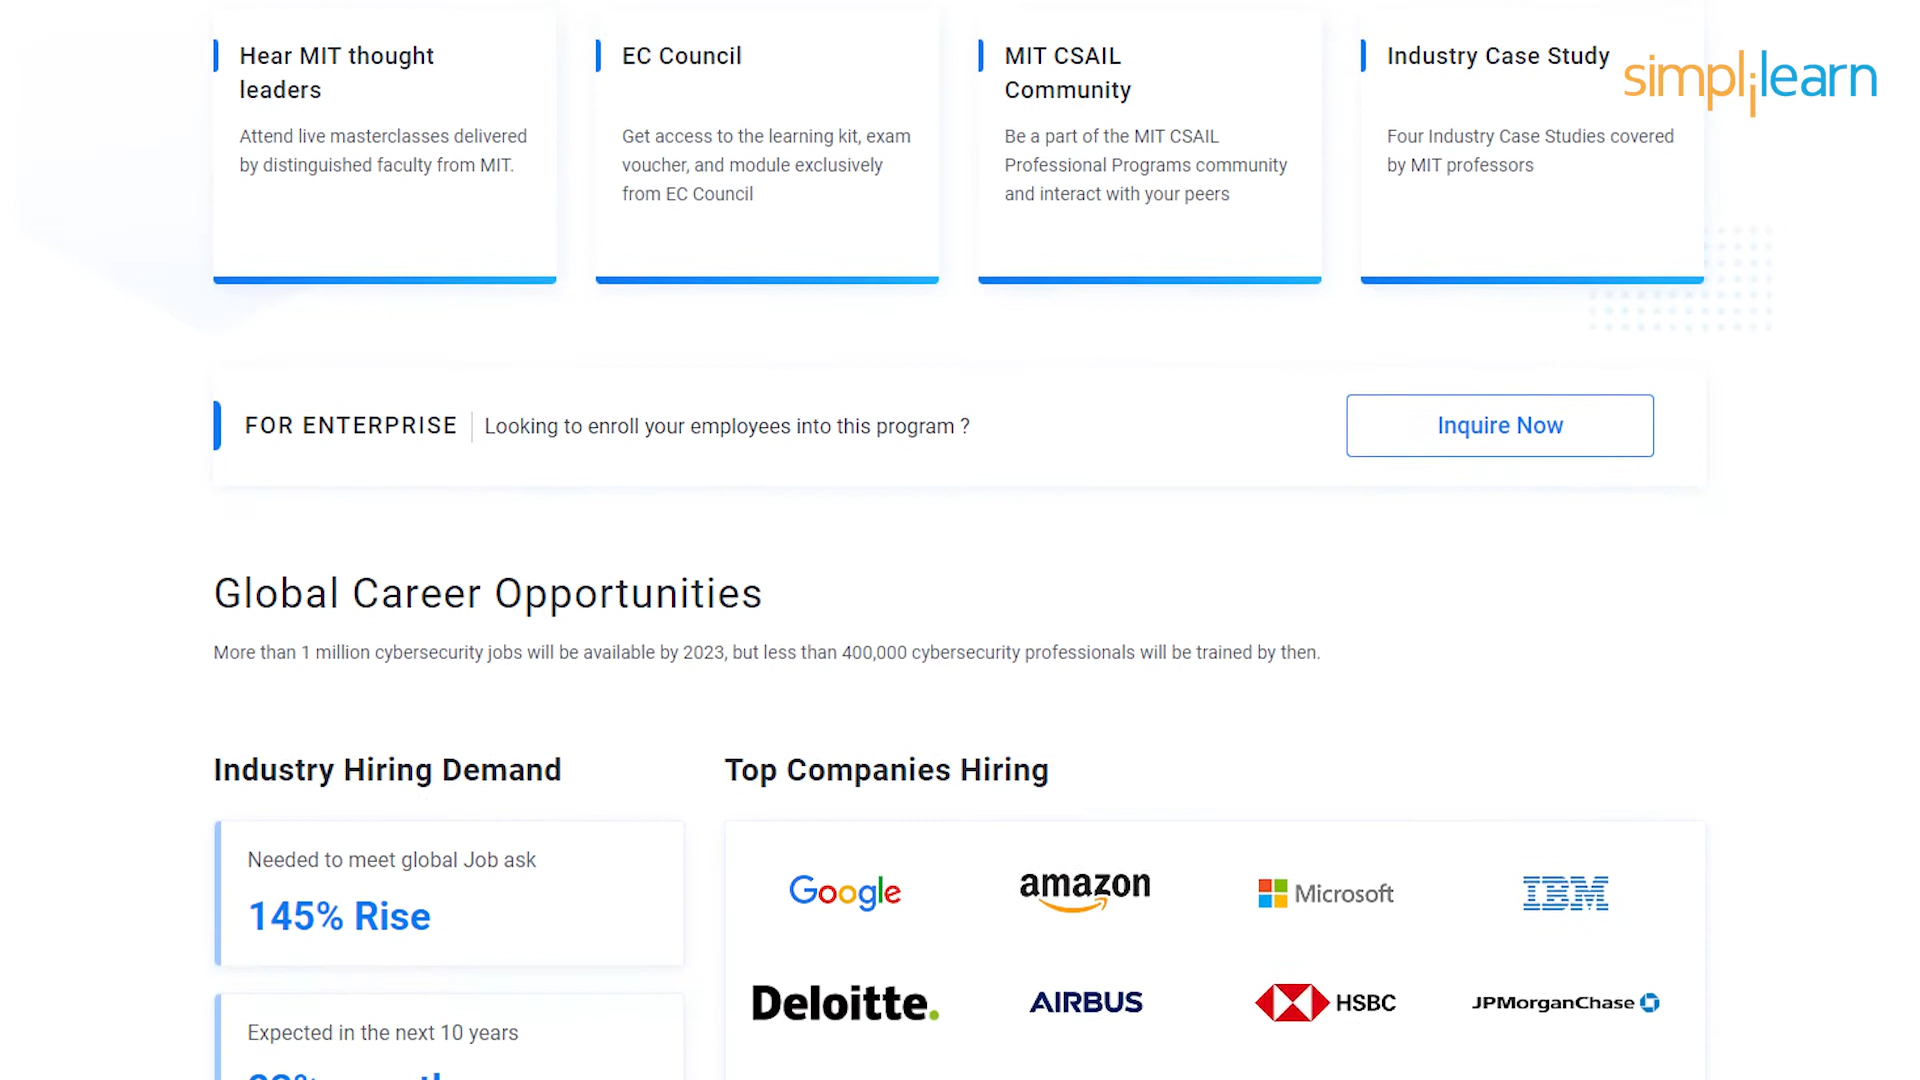 Hear MIT thought
leaders
Attend live masterclasses delivered
by distinguished faculty from MIT.
EC Council
Get access to the learning kit, exam
voucher, and module exclusively
from EC Council
MIT CSAIL
Community
Be a part of the MIT CSAIL
Professional Programs community
and interact with your peers
Industry Case Study
Four Industry Case Studies covered
by MIT professors
simplilearn
FOR ENTERPRISE
Looking to enroll your employees into this program ?
Inquire Now
Global Career Opportunities
More than 1 million cybersecurity jobs will be available by 2023, but less than 400,000 cybersecurity professionals will be trained by then.
Industry Hiring Demand
Needed to meet global Job ask
145% Rise
Expected in the next 10 years
Top Companies Hiring
Google
amazon
Microsoft
IBM
Deloitte.
AIRBUS
HSBC
JPMorganChase